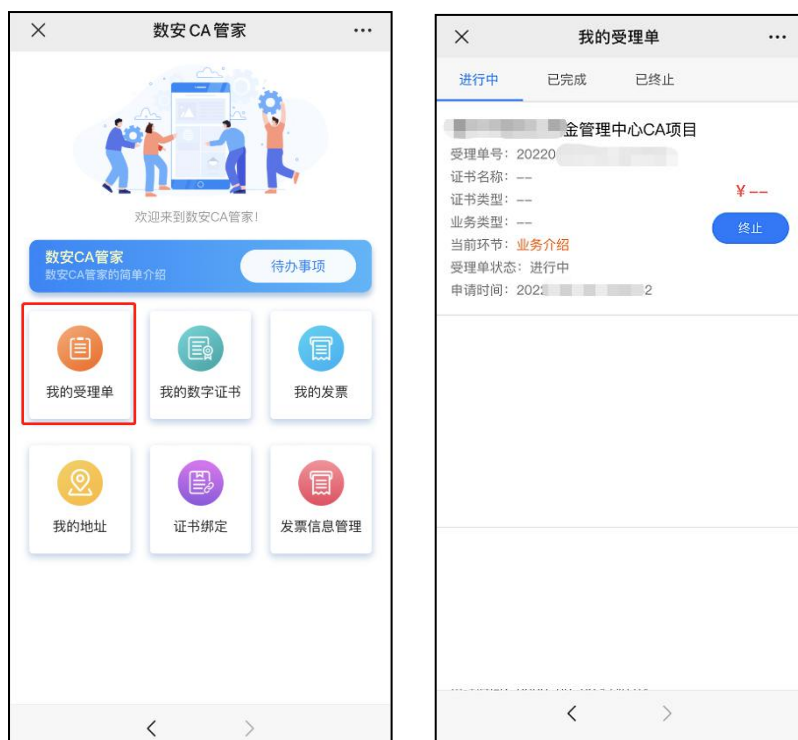 数安CA管家
欢迎来到数安CA管家!
数安CA管家
数安CA管家的简单介绍
待办事项
我的受理单
我的数字证书
我的发票
我的地址
证书绑定
发票信息管理
我的受理单
进行中
已完成
已终止
金管理中心CA项目
受理单号: 20220
证书名称: --
证书类型: --
¥ --
业务类型: --
终止
当前环节: 业务介绍
受理单状态: 进行中
申请时间: 202 2